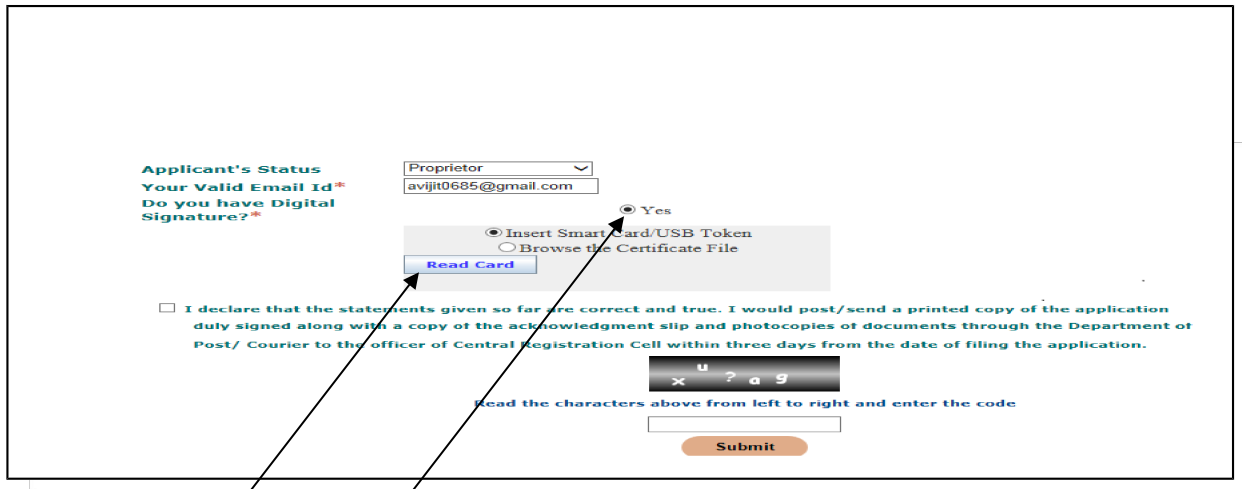 Applicant's Status Proprietor
Your Valid Email Id* avijit0685@gmail.com
Do you have Digital
Signature?*
Yes
Insert Smart Card/USB Token
Browse the Certificate File
Read Card
I declare that the statements given so far are correct and true. I would post/send a printed copy of the application
duly signed along with a copy of the acknowledgment slip and photocopies of documents through the Department of
Post/ Courier to the officer of Central Registration Cell within three days from the date of filing the application.
x u ? a g
Read the characters above from left to right and enter the code
Submit